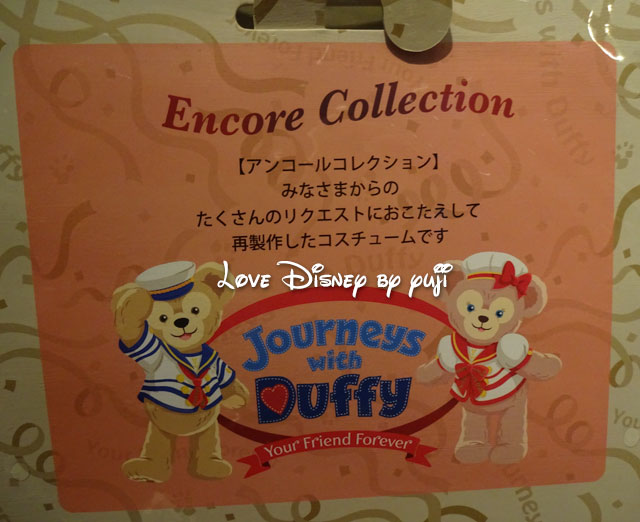 Encore Collection
【アンコールコレクション】
みなさまからの
たくさんのリクエストにおこたえして
再製作したコスチュームです
Love Disney by yuji
Journeys
with
Duffy
Your Friend Forever